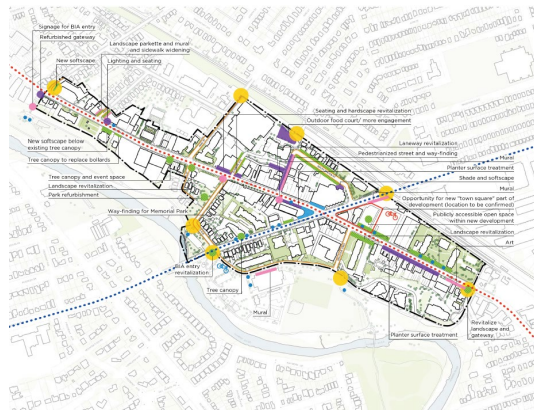 Signage for BIA entry
Refurbished gateway
New softscape
Landscape parkette and mural
and sidewalk widening
Lighting and seating
Seating and hardscape revitalization
Outdoor food court/ more engagement
Laneway revitalization
Pedestrianized street and way-finding
Mural
Planter surface treatment
Shade and softscape
Mural
Opportunity for new "town square" part of
development (location to be confirmed)
Publicly accessible open space
within new development
Landscape revitalization
Art
New softscape below
existing tree canopy
Tree canopy to replace bollards
Tree canopy and event space
Landscape revitalization
Park refurbishment
Way-finding for Memorial Park
BIA entry
revitalization
Tree canopy
Mural
Planter surface treatment
Revitalize
landscape and
gateway